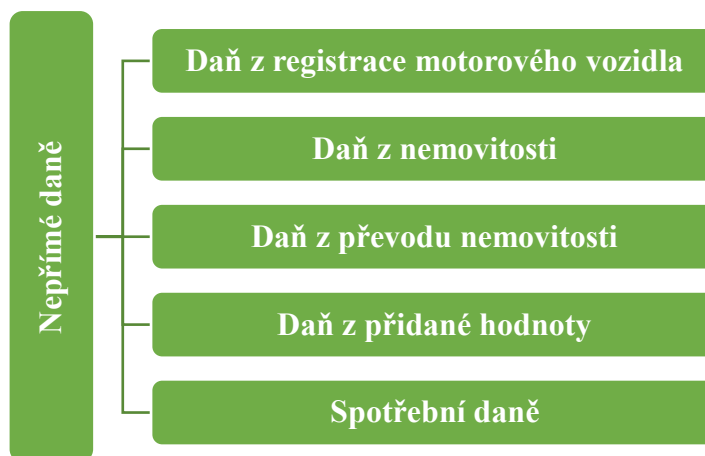 Nepřímé daně
Daň z registrace motorového vozidla
Daň z nemovitosti
Daň z převodu nemovitosti
Daň z přidané hodnoty
Spotřební daně